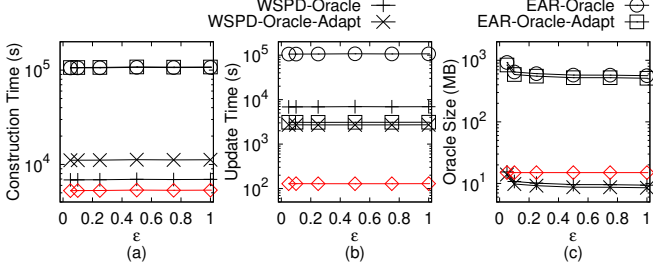 WSPD-Oracle
EAR-Oracle
WSPD-Oracle-Adapt
EAR-Oracle-Adapt
Construction Time (s)
10^5
10^4
0 0.2 0.4 0.6 0.8 1
ε
(a)
Update Time (s)
10^5
10^4
10^3
10^2
0 0.2 0.4 0.6 0.8 1
ε
(b)
Oracle Size (MB)
10^3
10^2
10^1
0 0.2 0.4 0.6 0.8 1
ε
(c)